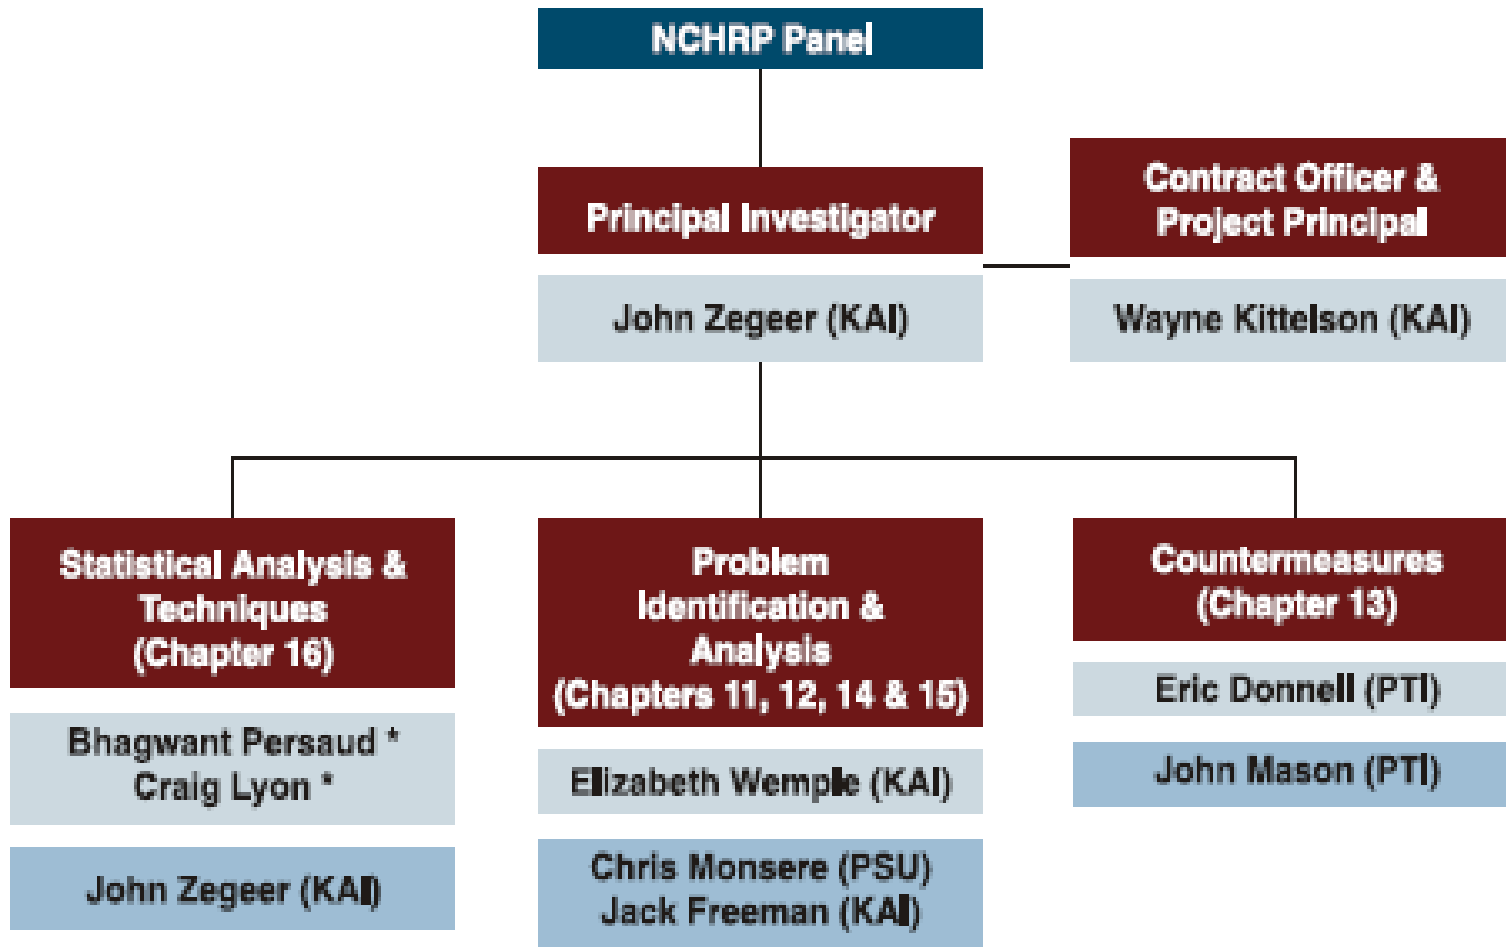 NCHRP Panel
Principal Investigator
John Zegeer (KAI)
Contract Officer &
Project Principal
Wayne Kittelson (KAI)
Statistical Analysis &
Techniques
(Chapter 16)
Bhagwant Persaud *
Craig Lyon *
John Zegeer (KAI)
Problem
Identification &
Analysis
(Chapters 11, 12, 14 & 15)
Elizabeth Wemple (KAI)
Chris Monsere (PSU)
Jack Freeman (KAI)
Countermeasures
(Chapter 13)
Eric Donnell (PTI)
John Mason (PTI)